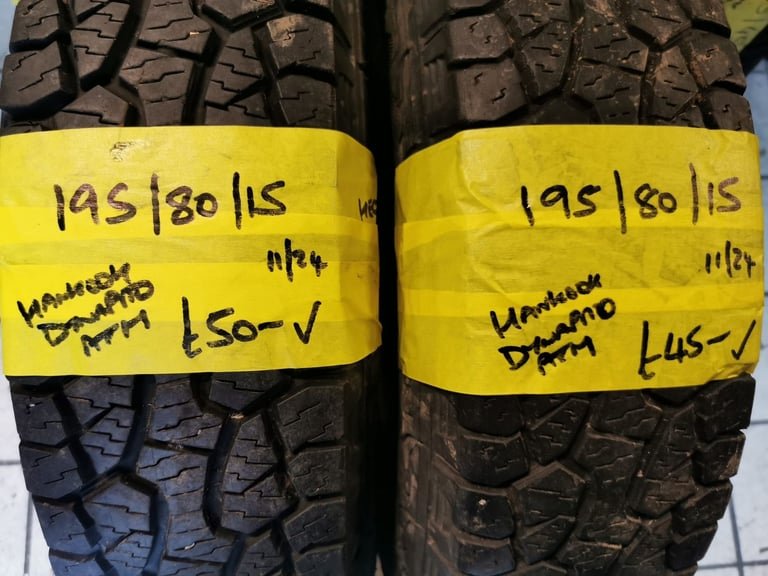 195/80/15
11/24
HANKOOK
DYNAPRO
ATM
£50-✓
195/80/15
11/24
HANKOOK
DYNAPRO
ATM
£45-✓